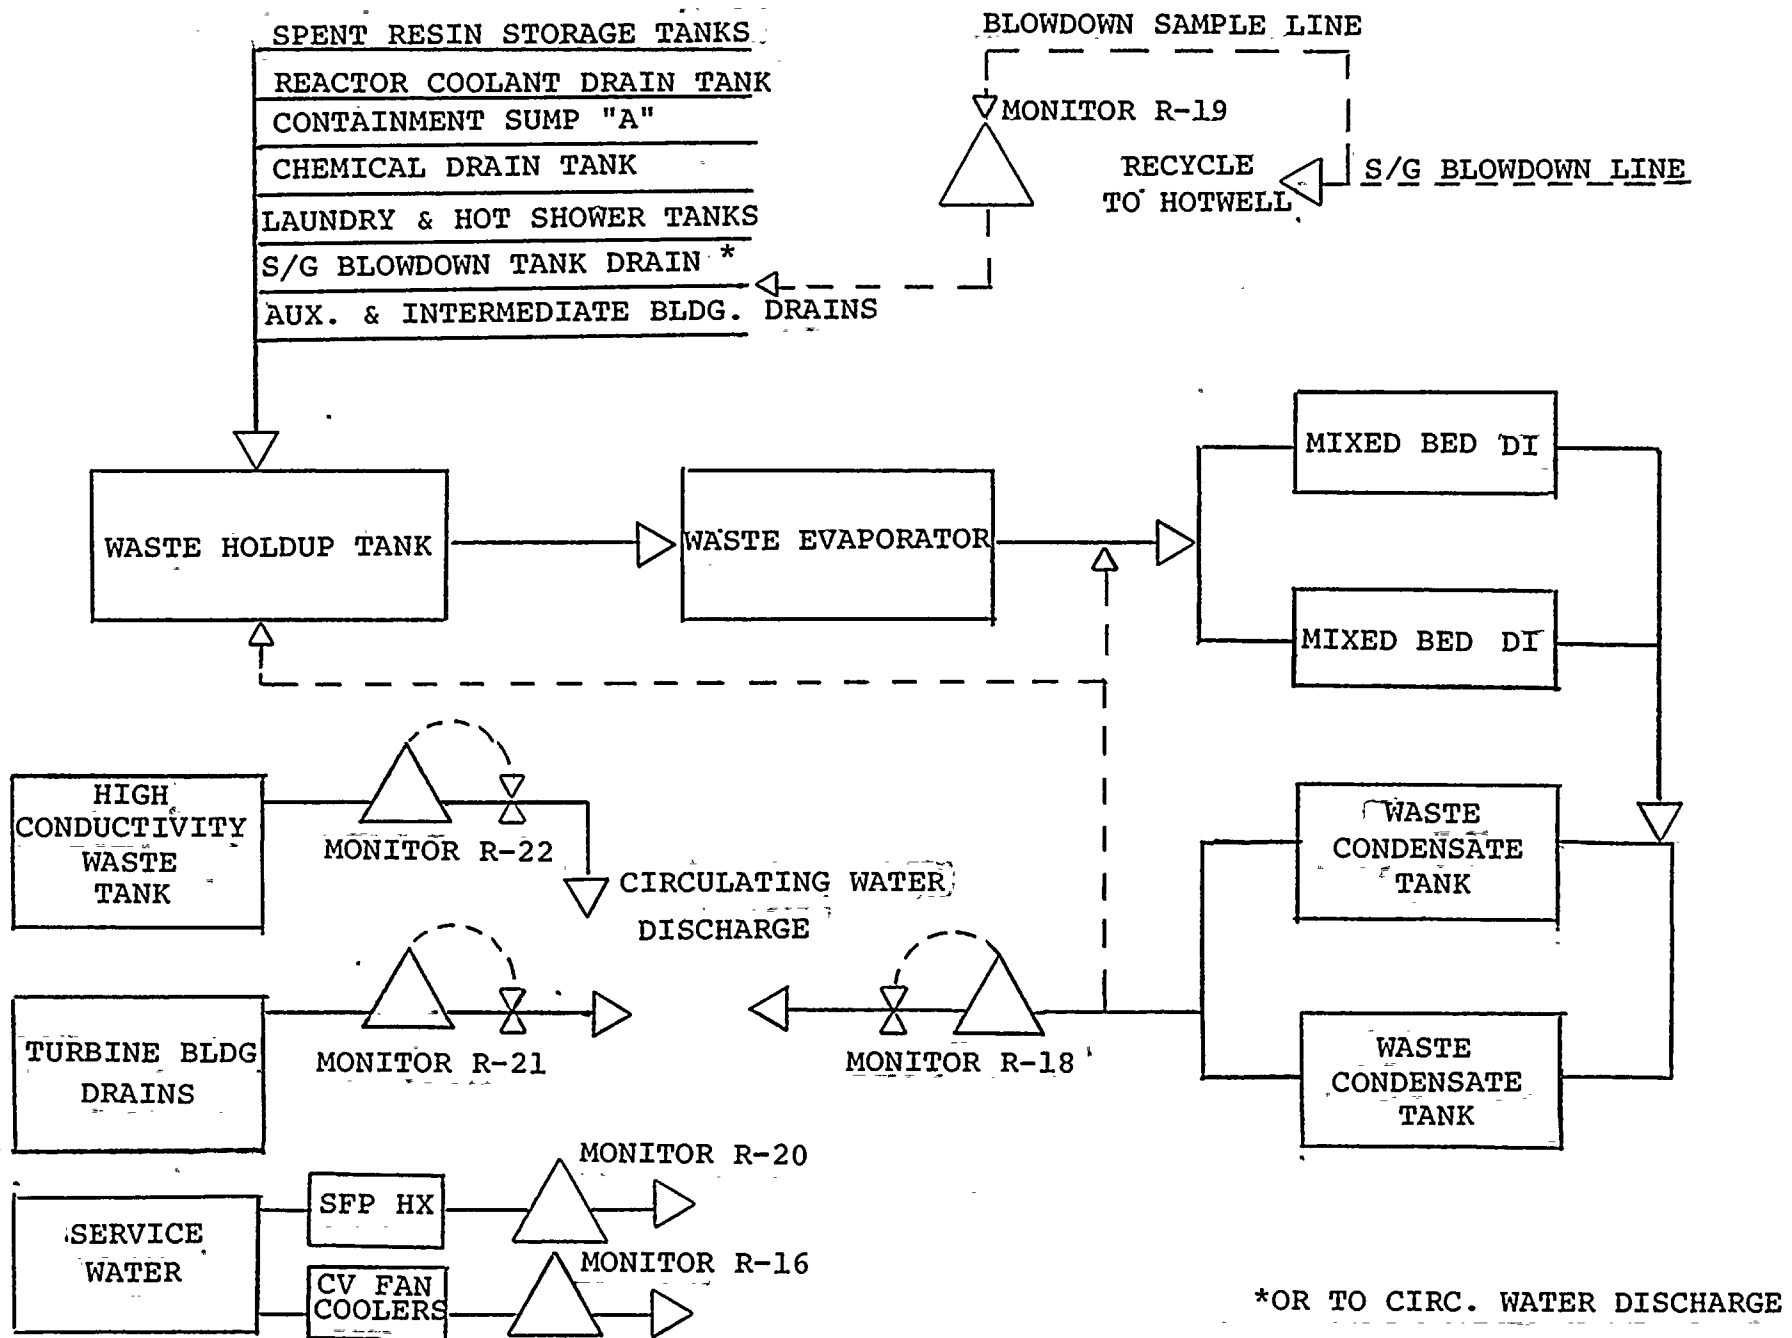 SPENT RESIN STORAGE TANKS
REACTOR COOLANT DRAIN TANK
CONTAINMENT SUMP "A"
CHEMICAL DRAIN TANK
LAUNDRY & HOT SHOWER TANKS
S/G BLOWDOWN TANK DRAIN *
AUX. & INTERMEDIATE BLDG. DRAINS
BLOWDOWN SAMPLE LINE
MONITOR R-19
RECYCLE
TO HOTWELL
S/G BLOWDOWN LINE
WASTE HOLDUP TANK
WASTE EVAPORATOR
MIXED BED DI
MIXED BED DI
HIGH
CONDUCTIVITY
WASTE
TANK
MONITOR R-22
CIRCULATING WATER
DISCHARGE
WASTE
CONDENSATE
TANK
TURBINE BLDG
DRAINS
MONITOR R-21
MONITOR R-18
WASTE
CONDENSATE
TANK
SERVICE
WATER
SFP HX
MONITOR R-20
CV FAN
COOLERS
MONITOR R-16
*OR TO CIRC. WATER DISCHARGE